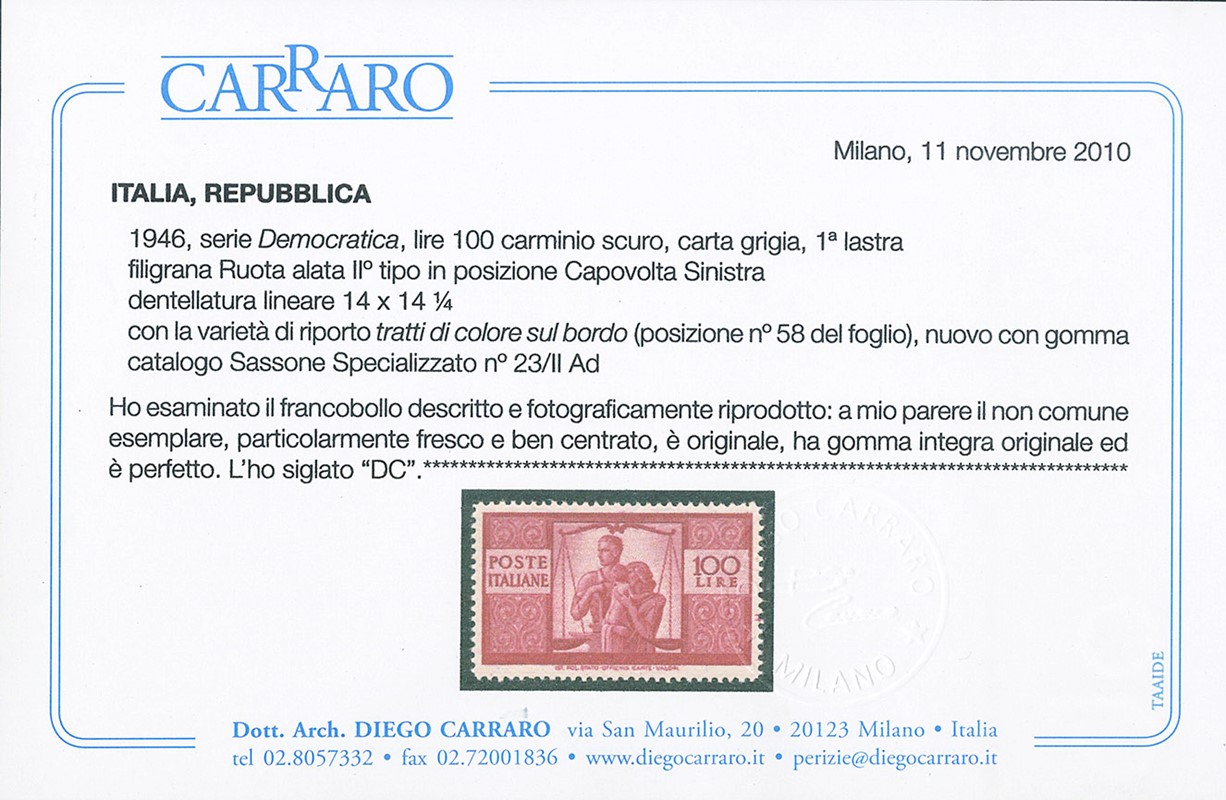 CARRARO
Milano, 11 novembre 2010
ITALIA, REPUBBLICA
1946, serie Democratica, lire 100 carminio scuro, carta grigia, 1ª lastra
filigrana Ruota alata IIº tipo in posizione Capovolta Sinistra
dentellatura lineare 14 x 14 ¼
con la varietà di riporto tratti di colore sul bordo (posizione nº 58 del foglio), nuovo con gomma
catalogo Sassone Specializzato nº 23/II Ad
Ho esaminato il francobollo descritto e fotograficamente riprodotto: a mio parere il non comune
esemplare, particolarmente fresco e ben centrato, è originale, ha gomma integra originale ed
è perfetto. L'ho siglato “DC”.******************************************************************************
POSTE
ITALIANE
100
LIRE
IST. POL. STATO-OFFICINA CARTE-VALORI
O CARRARO
MILANO
TAAIDE
Dott. Arch. DIEGO CARRARO via San Maurilio, 20 • 20123 Milano • Italia
tel 02.8057332 • fax 02.72001836 • www.diegocarraro.it • perizie@diegocarraro.it